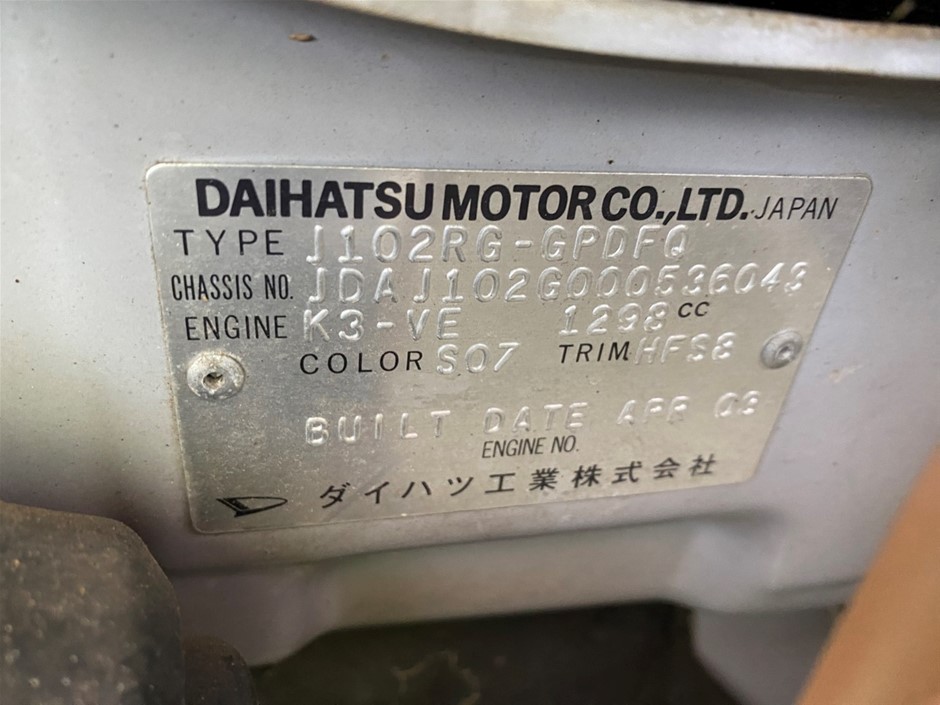 DAIHATSU MOTOR CO.,LTD. JAPAN
TYPE J102RG-GPDFQ
CHASSIS NO. JDAJ102G000536043
ENGINE K3-VE 1298 CC
COLOR S07 TRIM HFS8
BUILT DATE APR 03
ENGINE NO.
ダイハツ工業株式会社